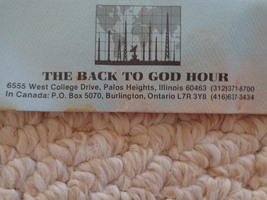 THE BACK TO GOD HOUR
6555 West College Drive, Palos Heights, Illinois 60463 (312)371-8700
In Canada: P.O. Box 5070, Burlington, Ontario L7R 3Y8 (416)637-3434